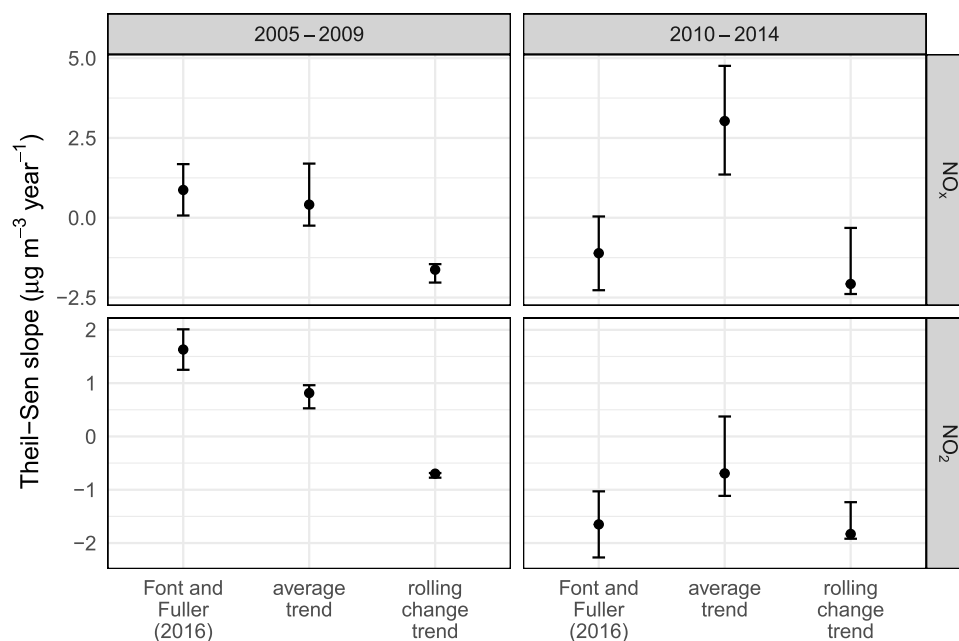 2005–2009
2010–2014
Theil−Sen slope (μg m⁻³ year⁻¹)
5.0
2.5
0.0
−2.5
NOₓ
2
1
0
−1
−2
NO₂
Font and
Fuller
(2016)
average
trend
rolling
change
trend
Font and
Fuller
(2016)
average
trend
rolling
change
trend